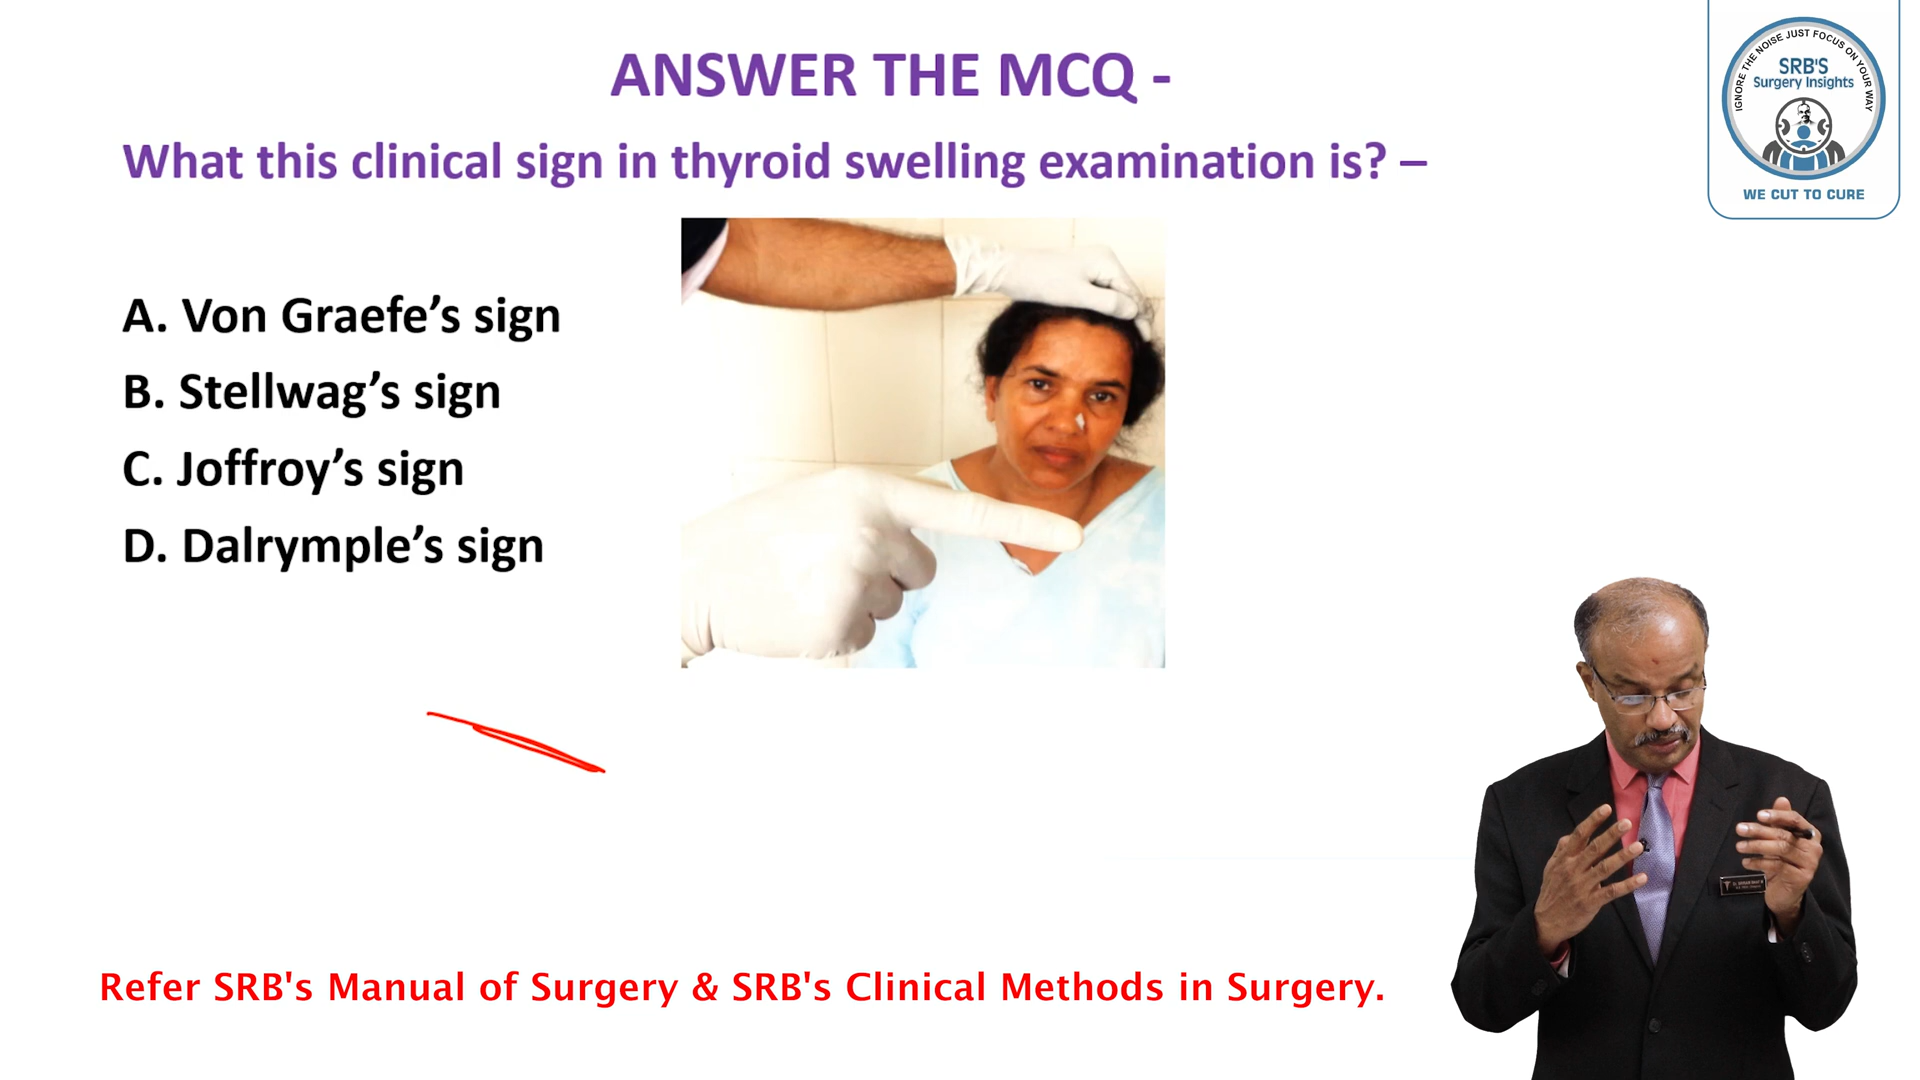 ANSWER THE MCQ -
What this clinical sign in thyroid swelling examination is? –
A. Von Graefe’s sign
B. Stellwag’s sign
C. Joffroy’s sign
D. Dalrymple’s sign
IGNORE THE NOISE JUST FOCUS ON YOUR WAY
SRB'S
Surgery Insights
WE CUT TO CURE
Refer SRB's Manual of Surgery & SRB's Clinical Methods in Surgery.